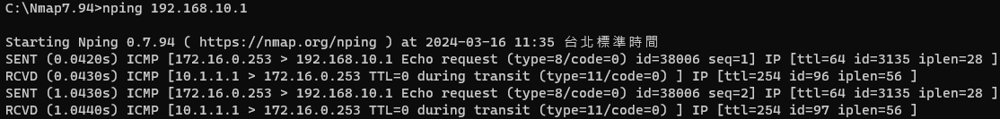 C:\Nmap7.94>nping 192.168.10.1
Starting Nping 0.7.94 ( https://nmap.org/nping ) at 2024-03-16 11:35 台北標準時間
SENT (0.0420s) ICMP [172.16.0.253 > 192.168.10.1 Echo request (type=8/code=0) id=38006 seq=1] IP [ttl=64 id=3135 iplen=28 ]
RCVD (0.0430s) ICMP [10.1.1.1 > 172.16.0.253 TTL=0 during transit (type=11/code=0) ] IP [ttl=254 id=96 iplen=56 ]
SENT (1.0430s) ICMP [172.16.0.253 > 192.168.10.1 Echo request (type=8/code=0) id=38006 seq=2] IP [ttl=64 id=3135 iplen=28 ]
RCVD (1.0440s) ICMP [10.1.1.1 > 172.16.0.253 TTL=0 during transit (type=11/code=0) ] IP [ttl=254 id=97 iplen=56 ]